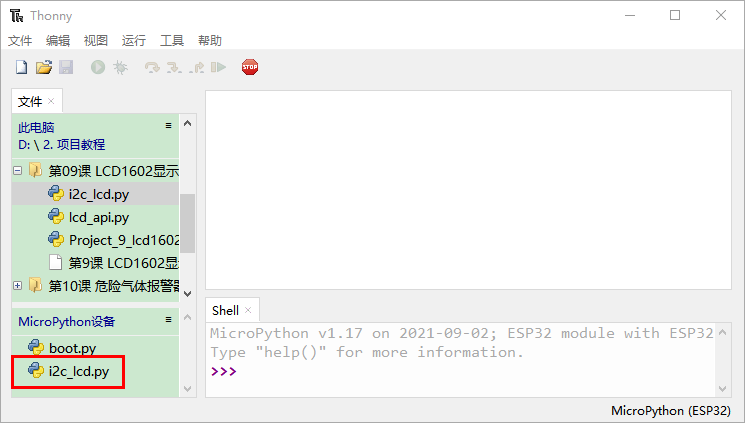 Thonny
文件 编辑 视图 运行 工具 帮助
STOP
文件
此电脑
D: \ 2. 项目教程
第09课 LCD1602显示
i2c_lcd.py
lcd_api.py
Project_9_lcd1602
第9课 LCD1602显
第10课 危险气体报警器
MicroPython设备
boot.py
i2c_lcd.py
Shell
MicroPython v1.17 on 2021-09-02; ESP32 module with ESP32
Type "help()" for more information.
>>>
MicroPython (ESP32)